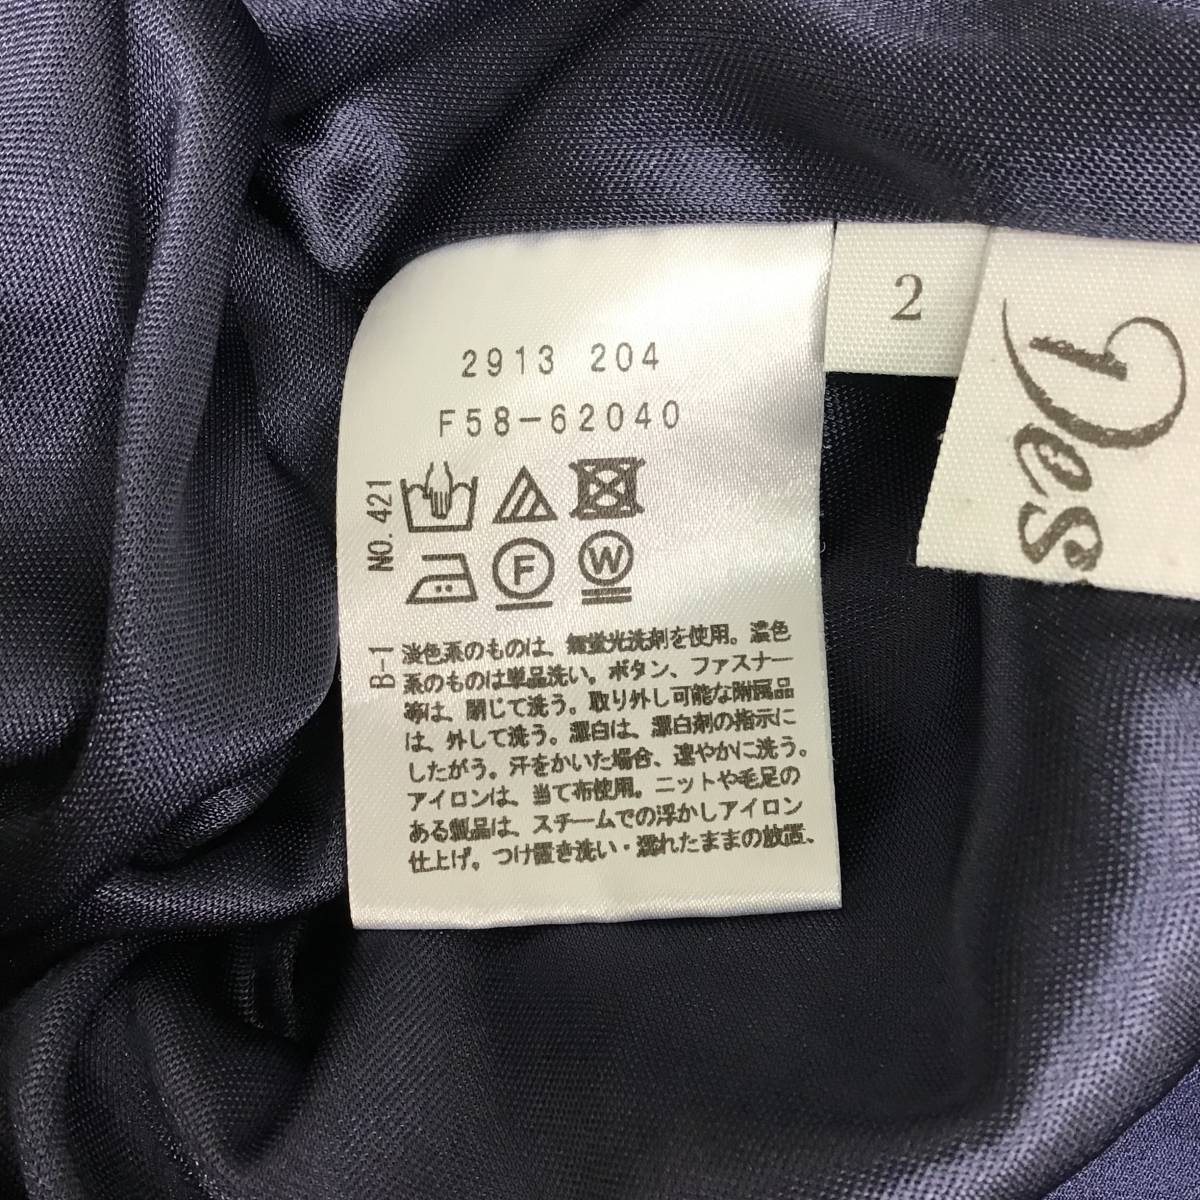 2913 204
F58-62040
NO. 421
F
W
B-1
淡色系のものは、無蛍光洗剤を使用。濃色
系のものは単品洗い。ボタン、ファスナー
等は、閉じて洗う。取り外し可能な附属品
は、外して洗う。漂白は、漂白剤の指示に
したがう。汗をかいた場合、速やかに洗う。
アイロンは、当て布使用。ニットや毛足の
ある製品は、スチームでの浮かしアイロン
仕上げ。つけ置き洗い・濡れたままの放置、
2
Des